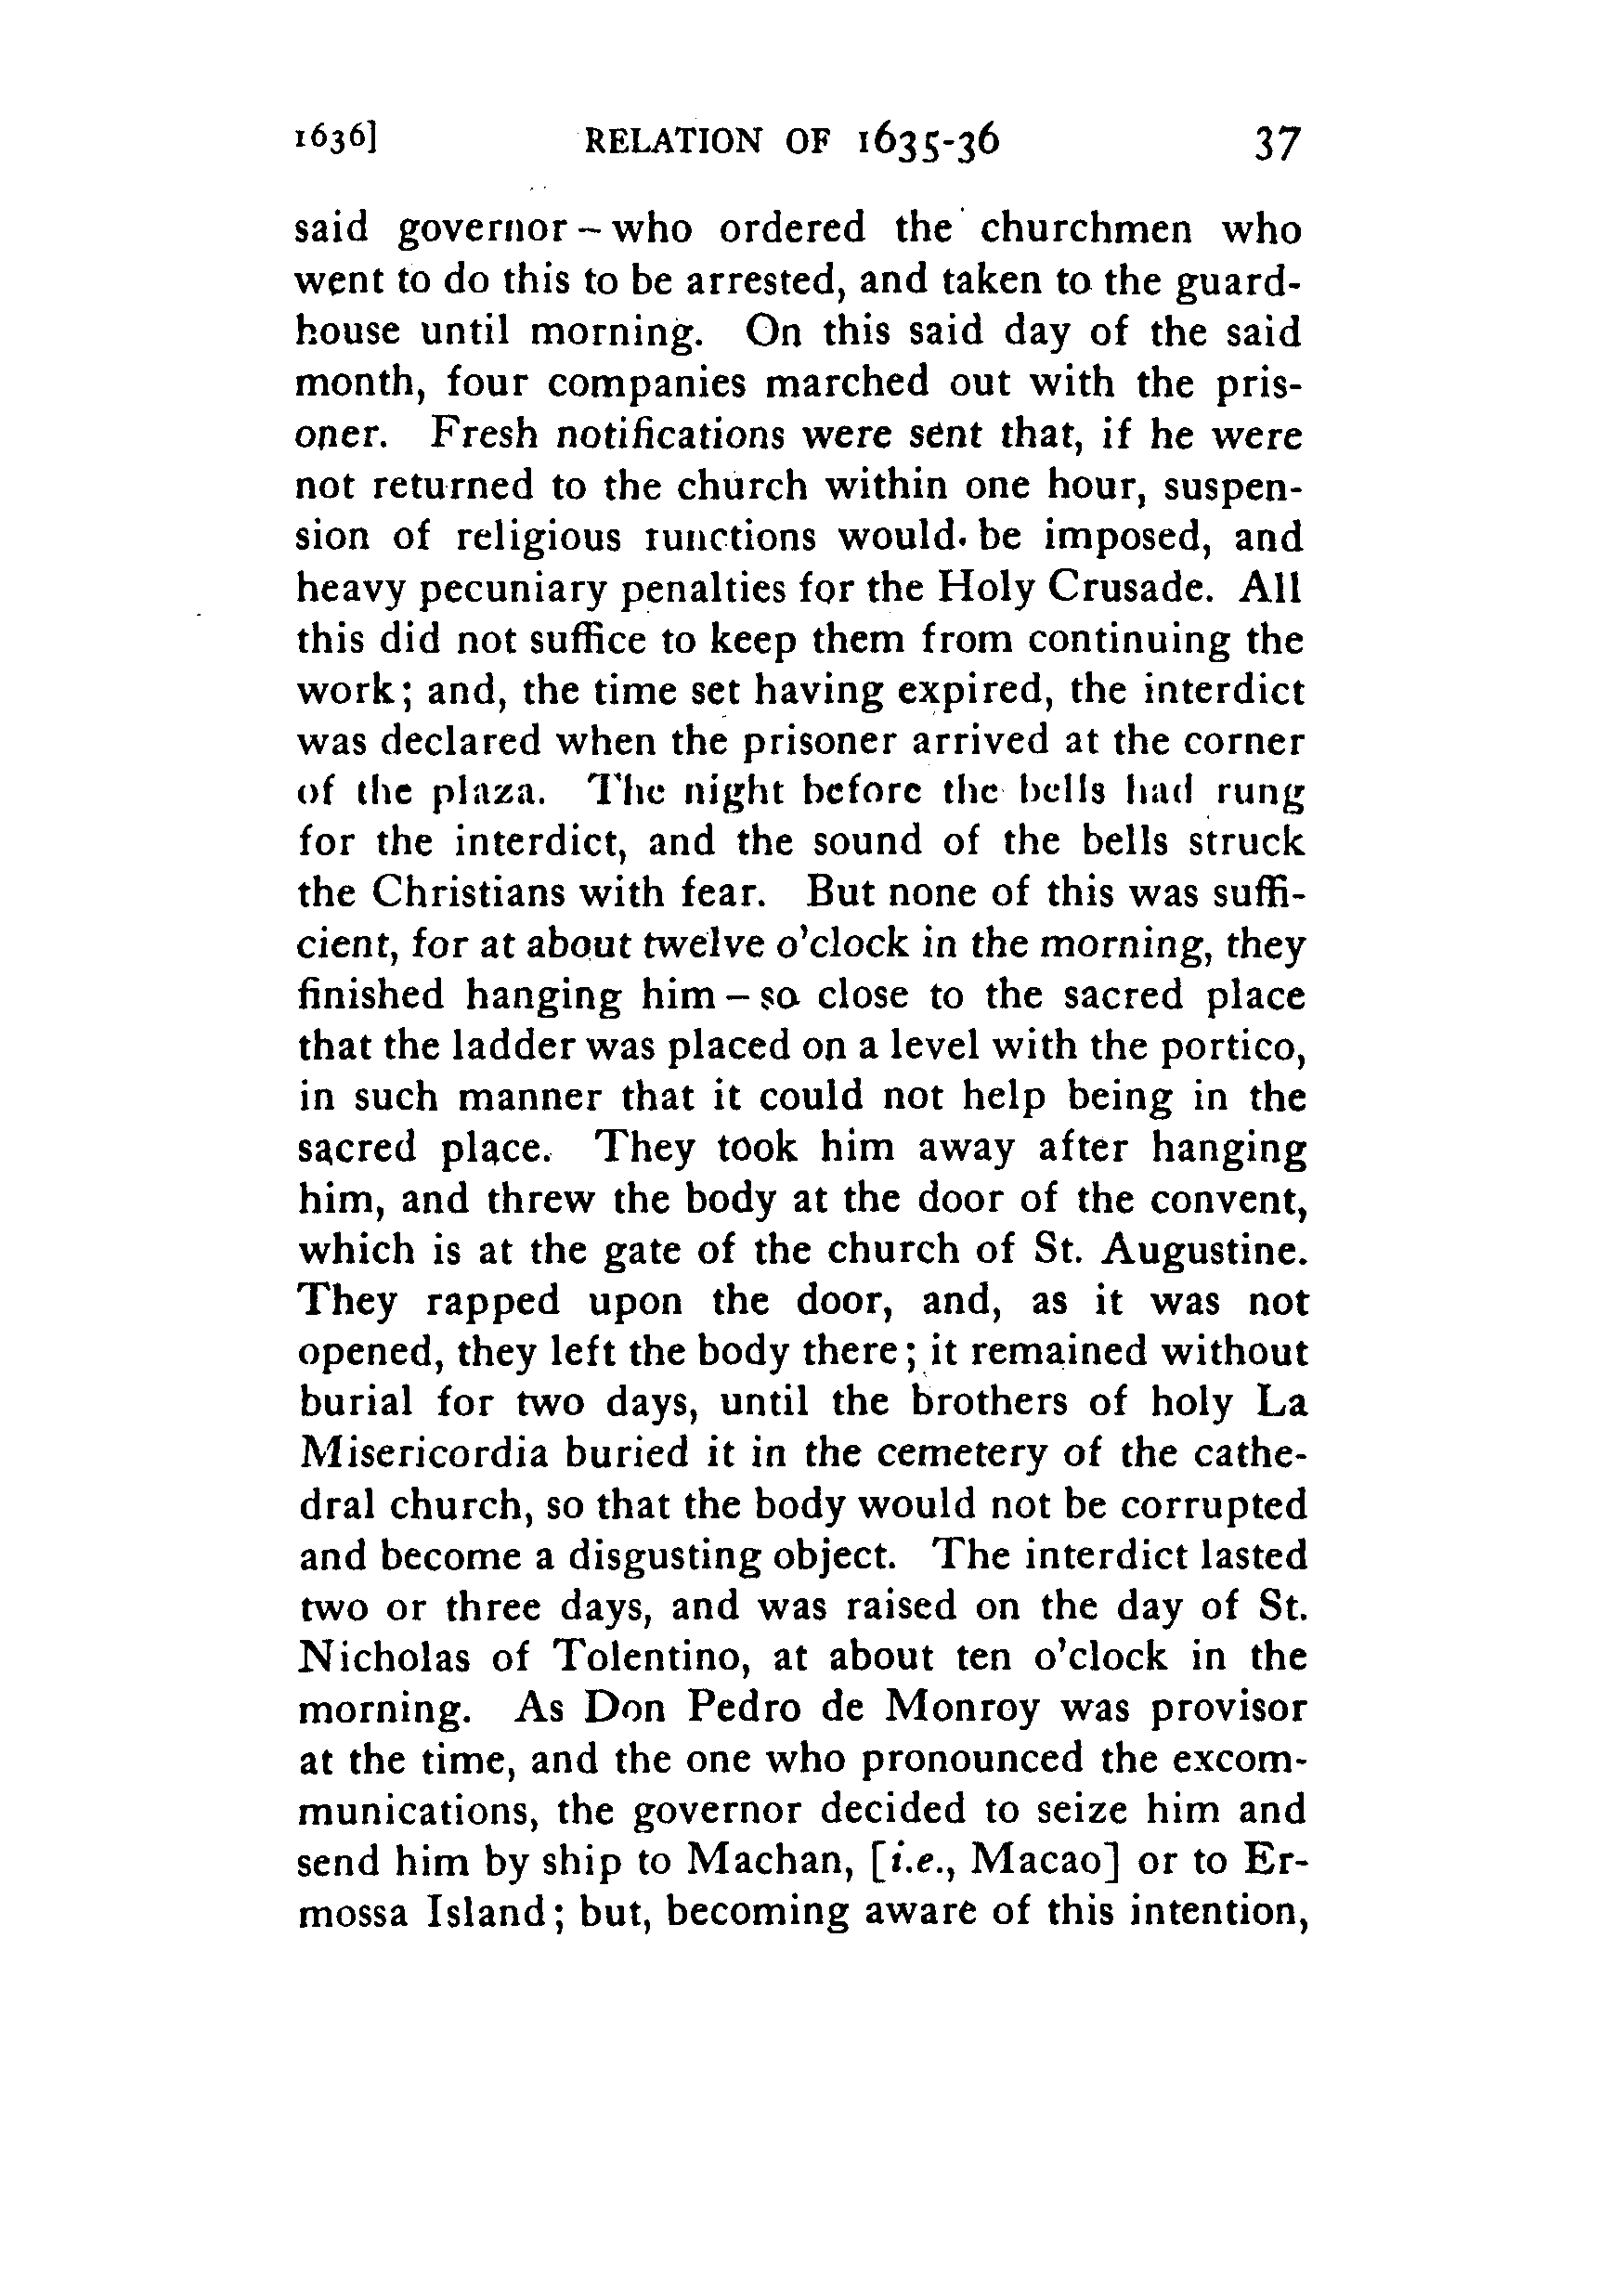 1636] RELATION OF 1635-36 37
said governor – who ordered the churchmen who
went to do this to be arrested, and taken to the guard-
house until morning. On this said day of the said
month, four companies marched out with the pris-
oner. Fresh notifications were sent that, if he were
not returned to the church within one hour, suspen-
sion of religious functions would be imposed, and
heavy pecuniary penalties for the Holy Crusade. All
this did not suffice to keep them from continuing the
work; and, the time set having expired, the interdict
was declared when the prisoner arrived at the corner
of the plaza. The night before the bells had rung
for the interdict, and the sound of the bells struck
the Christians with fear. But none of this was suffi-
cient, for at about twelve o'clock in the morning, they
finished hanging him – so close to the sacred place
that the ladder was placed on a level with the portico,
in such manner that it could not help being in the
sacred place. They took him away after hanging
him, and threw the body at the door of the convent,
which is at the gate of the church of St. Augustine.
They rapped upon the door, and, as it was not
opened, they left the body there; it remained without
burial for two days, until the brothers of holy La
Misericordia buried it in the cemetery of the cathe-
dral church, so that the body would not be corrupted
and become a disgusting object. The interdict lasted
two or three days, and was raised on the day of St.
Nicholas of Tolentino, at about ten o'clock in the
morning. As Don Pedro de Monroy was provisor
at the time, and the one who pronounced the excom-
munications, the governor decided to seize him and
send him by ship to Machan, [i.e., Macao] or to Er-
mossa Island; but, becoming aware of this intention,